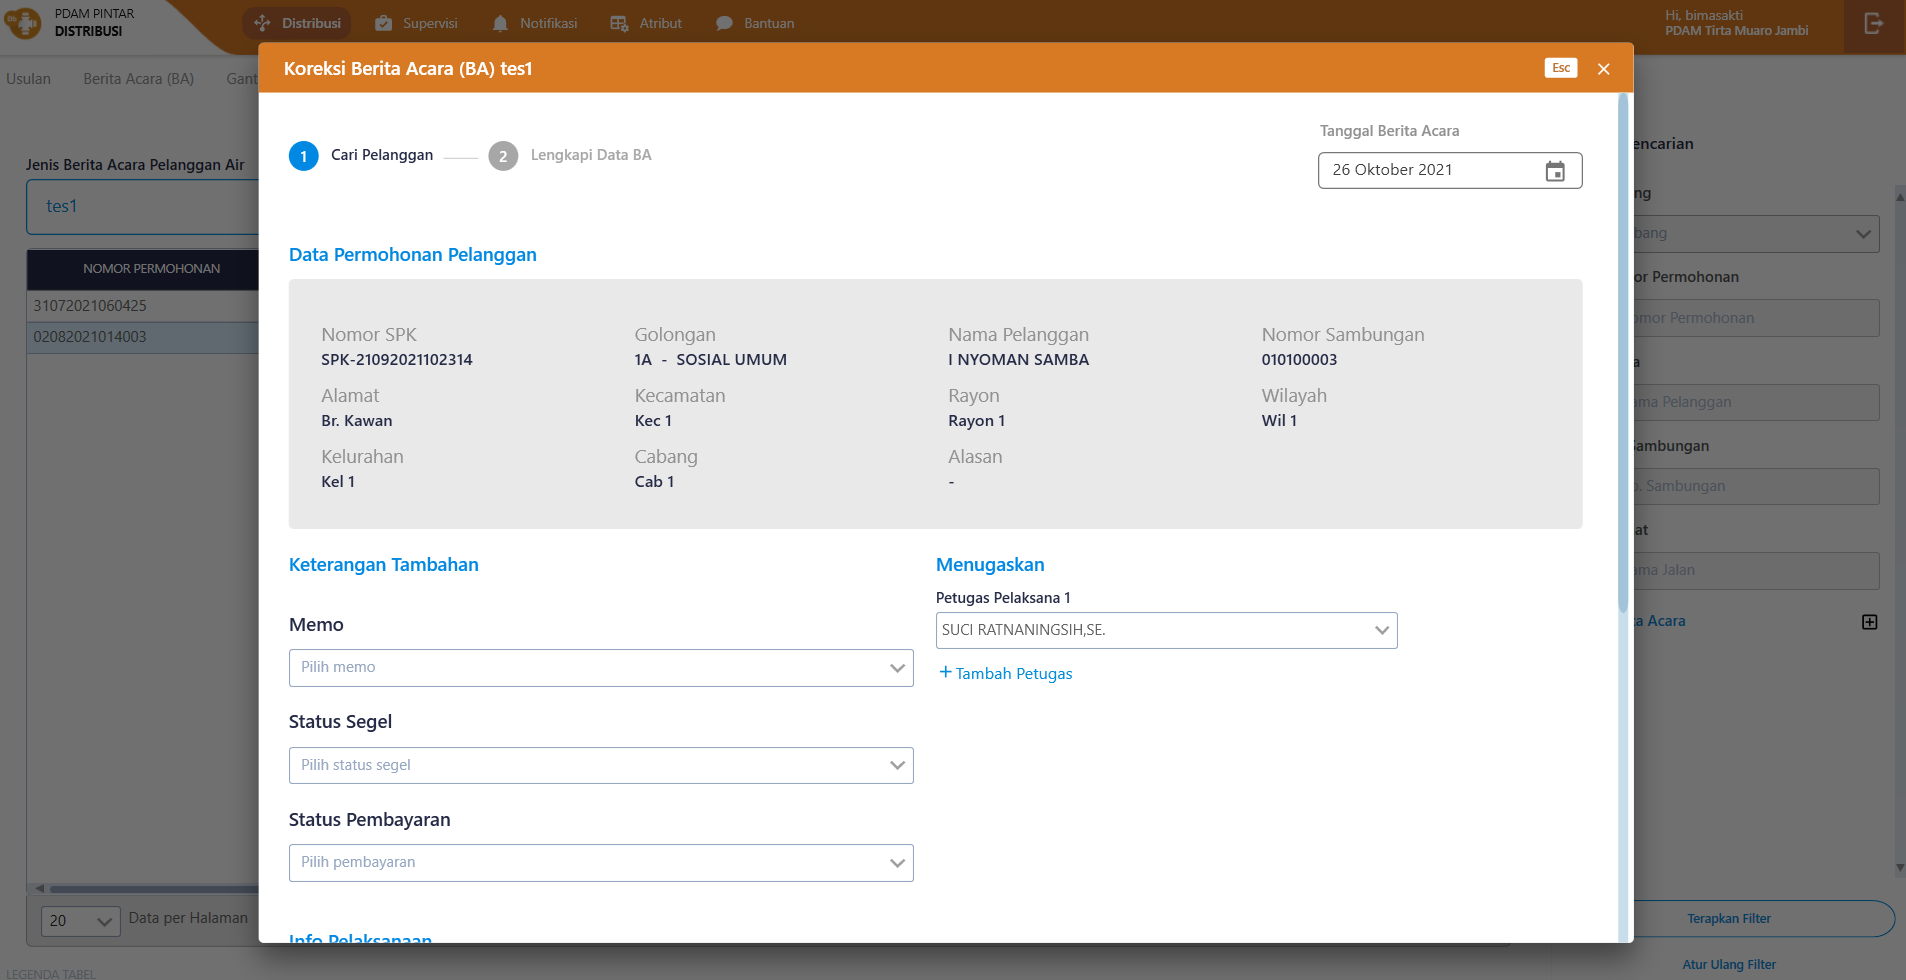 PDAM PINTAR
DISTRIBUSI
Distribusi
Supervisi
Notifikasi
Atribut
Bantuan
Hi, bimasakti
PDAM Tirta Muaro Jambi
Usulan
Berita Acara (BA)
Gant
Koreksi Berita Acara (BA) tes1
Esc
1 Cari Pelanggan
2 Lengkapi Data BA
Tanggal Berita Acara
26 Oktober 2021
Jenis Berita Acara Pelanggan Air
tes1
NOMOR PERMOHONAN
31072021060425
02082021014003
Data Permohonan Pelanggan
Nomor SPK
SPK-21092021102314
Golongan
1A - SOSIAL UMUM
Nama Pelanggan
I NYOMAN SAMBA
Nomor Sambungan
010100003
Alamat
Br. Kawan
Kecamatan
Kec 1
Rayon
Rayon 1
Wilayah
Wil 1
Kelurahan
Kel 1
Cabang
Cab 1
Alasan
-
Keterangan Tambahan
Memo
Pilih memo
Status Segel
Pilih status segel
Status Pembayaran
Pilih pembayaran
Info Pelaksanaan
Menugaskan
Petugas Pelaksana 1
SUCI RATNANINGSIH,SE.
+ Tambah Petugas
encarian
ng
bang
or Permohonan
mor Permohonan
a
ama Pelanggan
Sambungan
o. Sambungan
at
ama Jalan
ta Acara
20
Data per Halaman
Terapkan Filter
Atur Ulang Filter
LEGENDA TABEL